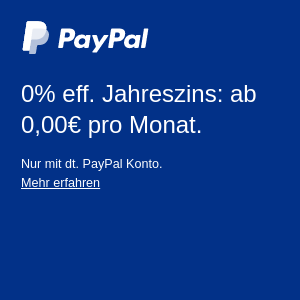 PayPal
0% eff. Jahreszins: ab
0,00€ pro Monat.
Nur mit dt. PayPal Konto.
Mehr erfahren